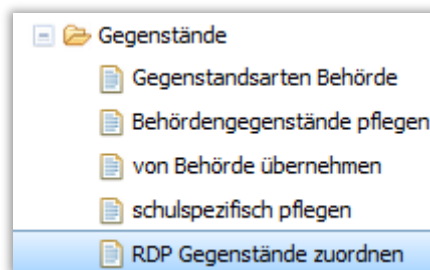 Gegenstände
Gegenstandsarten Behörde
Behördengegenstände pflegen
von Behörde übernehmen
schulspezifisch pflegen
RDP Gegenstände zuordnen